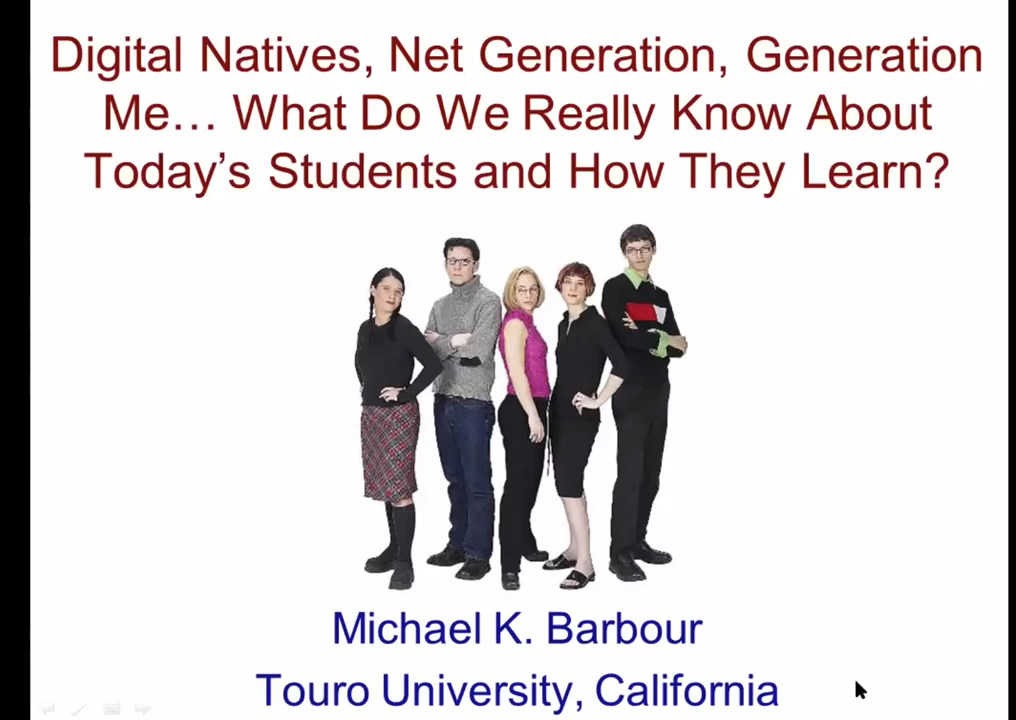 Digital Natives, Net Generation, Generation
Me… What Do We Really Know About
Today's Students and How They Learn?
Michael K. Barbour
Touro University, California